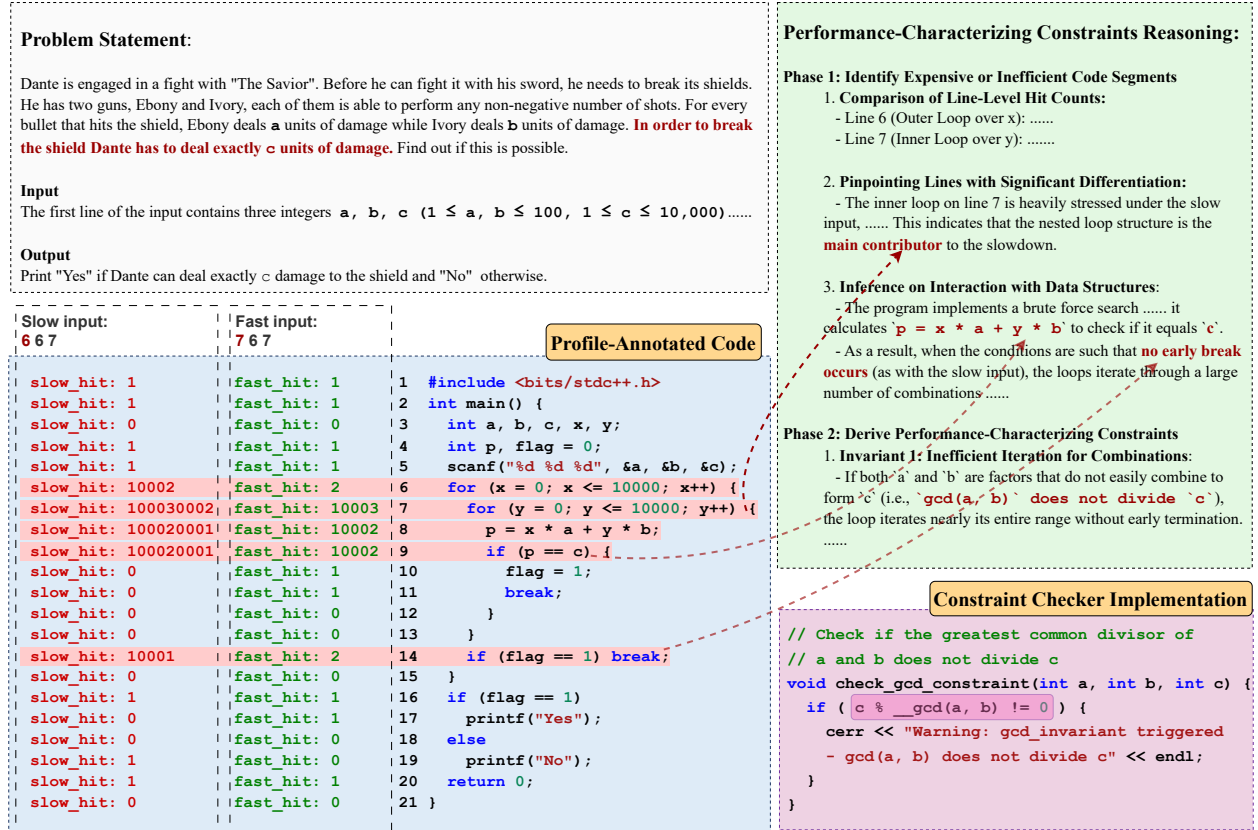 Problem Statement:
Dante is engaged in a fight with "The Savior". Before he can fight it with his sword, he needs to break its shields.
He has two guns, Ebony and Ivory, each of them is able to perform any non-negative number of shots. For every
bullet that hits the shield, Ebony deals a units of damage while Ivory deals b units of damage. In order to break
the shield Dante has to deal exactly c units of damage. Find out if this is possible.
Input
The first line of the input contains three integers a, b, c (1 ≤ a, b ≤ 100, 1 ≤ c ≤ 10,000)......
Output
Print "Yes" if Dante can deal exactly c damage to the shield and "No" otherwise.
Slow input:
6 6 7
Fast input:
7 6 7
Profile-Annotated Code
slow_hit: 1 fast_hit: 1 1 #include <bits/stdc++.h>
slow_hit: 1 fast_hit: 1 2 int main() {
slow_hit: 0 fast_hit: 0 3 int a, b, c, x, y;
slow_hit: 1 fast_hit: 1 4 int p, flag = 0;
slow_hit: 1 fast_hit: 1 5 scanf("%d %d %d", &a, &b, &c);
slow_hit: 10002 fast_hit: 2 6 for (x = 0; x <= 10000; x++) {
slow_hit: 100030002 fast_hit: 10003 7 for (y = 0; y <= 10000; y++) {
slow_hit: 100020001 fast_hit: 10002 8 p = x * a + y * b;
slow_hit: 100020001 fast_hit: 10002 9 if (p == c) {
slow_hit: 0 fast_hit: 1 10 flag = 1;
slow_hit: 0 fast_hit: 1 11 break;
slow_hit: 0 fast_hit: 0 12 }
slow_hit: 0 fast_hit: 0 13 }
slow_hit: 10001 fast_hit: 2 14 if (flag == 1) break;
slow_hit: 0 fast_hit: 0 15 }
slow_hit: 1 fast_hit: 1 16 if (flag == 1)
slow_hit: 0 fast_hit: 1 17 printf("Yes");
slow_hit: 0 fast_hit: 0 18 else
slow_hit: 1 fast_hit: 0 19 printf("No");
slow_hit: 1 fast_hit: 1 20 return 0;
slow_hit: 0 fast_hit: 0 21 }
Performance-Characterizing Constraints Reasoning:
Phase 1: Identify Expensive or Inefficient Code Segments
1. Comparison of Line-Level Hit Counts:
- Line 6 (Outer Loop over x): ......
- Line 7 (Inner Loop over y): .......
2. Pinpointing Lines with Significant Differentiation:
- The inner loop on line 7 is heavily stressed under the slow
input, ...... This indicates that the nested loop structure is the
main contributor to the slowdown.
3. Inference on Interaction with Data Structures:
- The program implements a brute force search ...... it
calculates `p = x * a + y * b` to check if it equals `c`.
- As a result, when the conditions are such that no early break
occurs (as with the slow input), the loops iterate through a large
number of combinations ......
Phase 2: Derive Performance-Characterizing Constraints
1. Invariant 1: Inefficient Iteration for Combinations:
- If both `a` and `b` are factors that do not easily combine to
form `c` (i.e., `gcd(a, b)` does not divide `c`),
the loop iterates nearly its entire range without early termination.
......
Constraint Checker Implementation
// Check if the greatest common divisor of
// a and b does not divide c
void check_gcd_constraint(int a, int b, int c) {
if ( c % __gcd(a, b) != 0 ) {
cerr << "Warning: gcd_invariant triggered
- gcd(a, b) does not divide c" << endl;
}
}